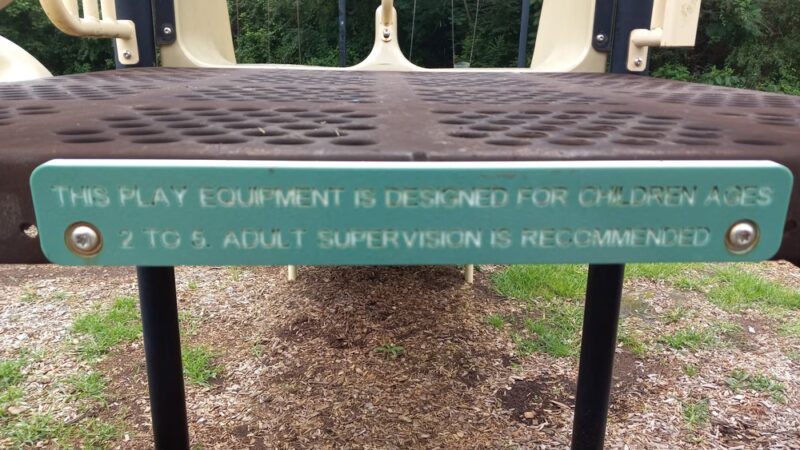 THIS PLAY EQUIPMENT IS DESIGNED FOR CHILDREN AGES
2 TO 5. ADULT SUPERVISION IS RECOMMENDED